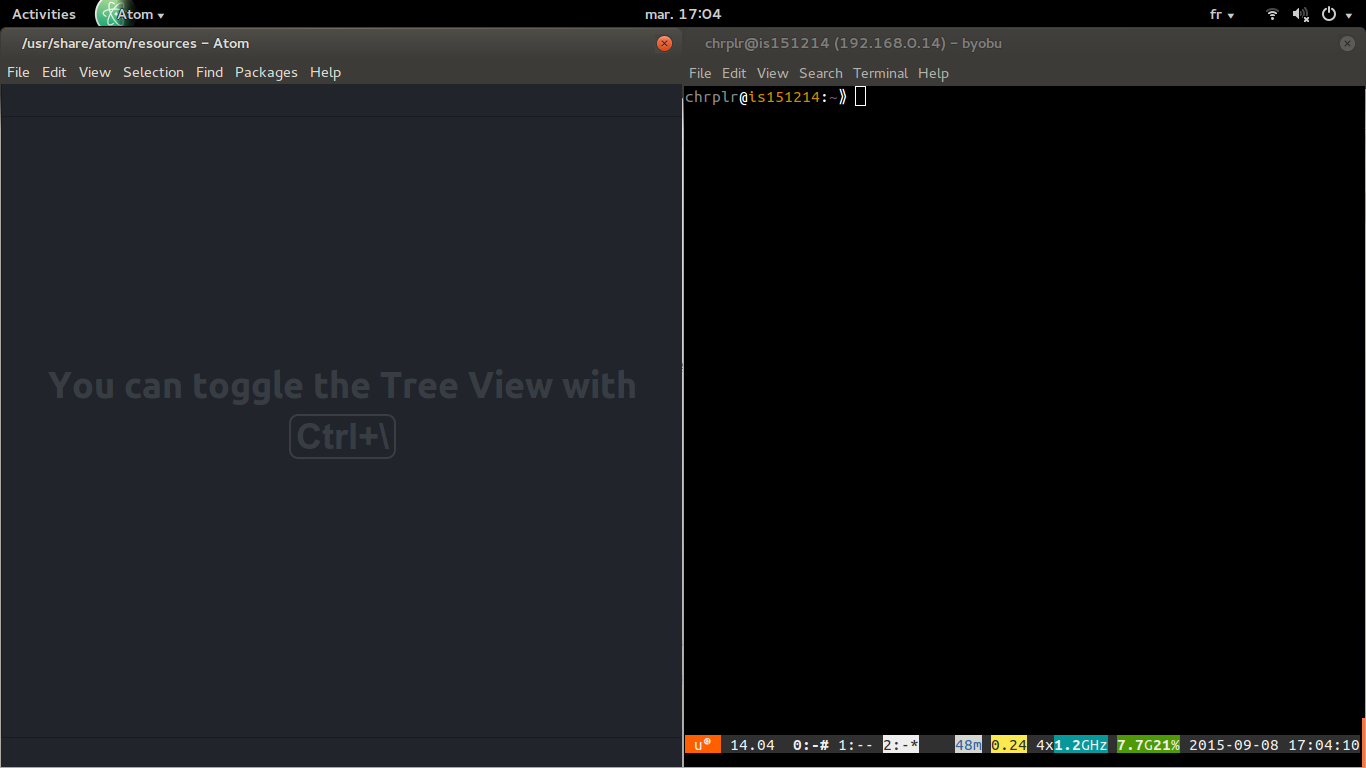 Activities Atom mar. 17:04 fr
/usr/share/atom/resources – Atom
File Edit View Selection Find Packages Help
You can toggle the Tree View with
Ctrl+\
chrplr@is151214 (192.168.0.14) – byobu
File Edit View Search Terminal Help
chrplr@is151214:~⟫
u 14.04 0:-# 1:-- 2:-* 48m 0.24 4x1.2GHz 7.7G21% 2015-09-08 17:04:10